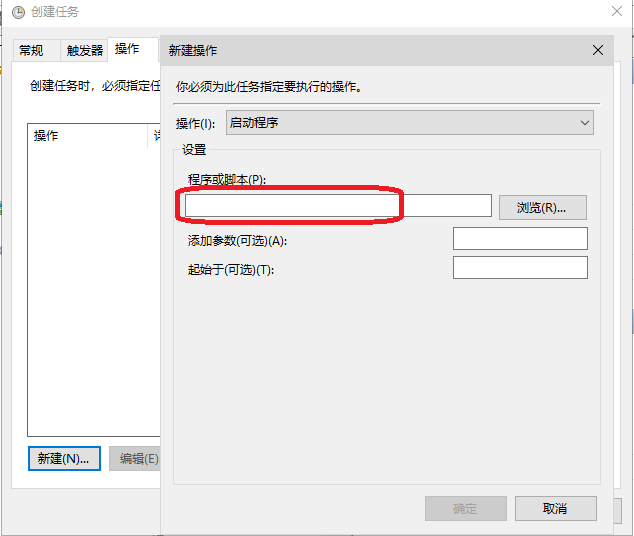 创建任务
常规 触发器 操作
创建任务时，必须指定任
操作
新建(N)...
编辑(E)
新建操作
你必须为此任务指定要执行的操作。
操作(I): 启动程序
设置
程序或脚本(P):
浏览(R)...
添加参数(可选)(A):
起始于(可选)(T):
确定 取消